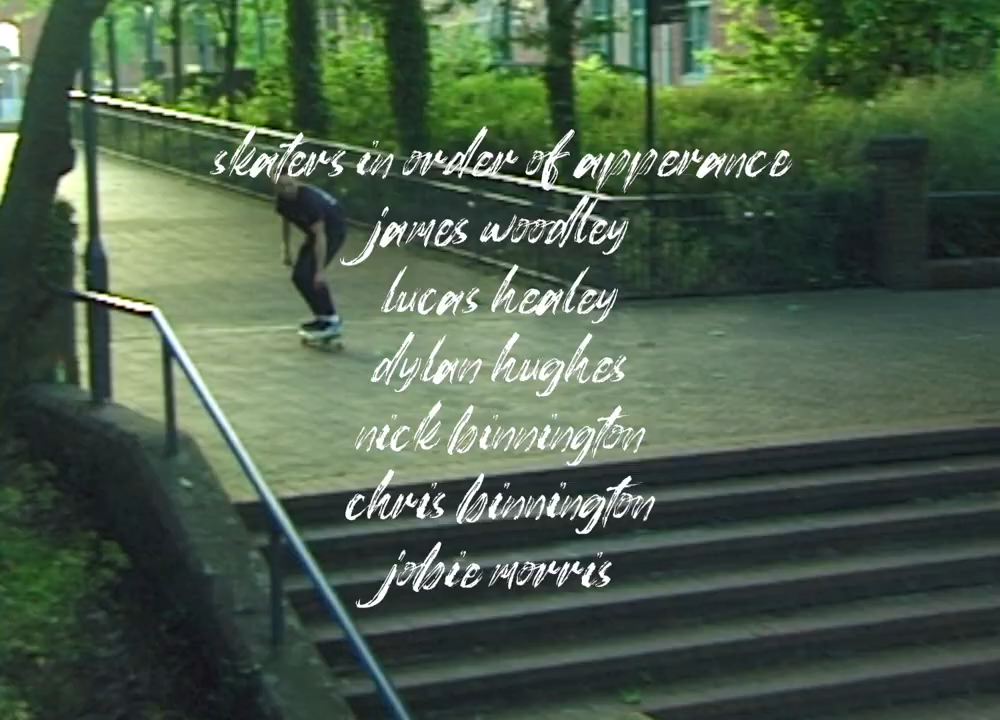 skaters in order of apperance
james woodley
lucas healey
dylan hughes
nick binnington
chris binnington
jobie morris